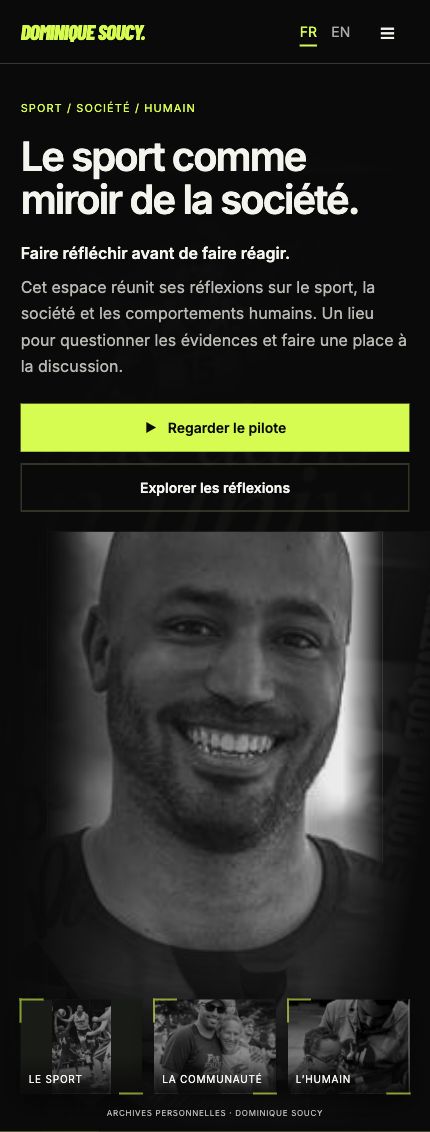 DOMINIQUE SOUCY.
FR EN
SPORT / SOCIÉTÉ / HUMAIN
Le sport comme
miroir de la société.
Faire réfléchir avant de faire réagir.
Cet espace réunit ses réflexions sur le sport, la
société et les comportements humains. Un lieu
pour questionner les évidences et faire une place à
la discussion.
Regarder le pilote
Explorer les réflexions
LE SPORT
LA COMMUNAUTÉ
L'HUMAIN
ARCHIVES PERSONNELLES · DOMINIQUE SOUCY